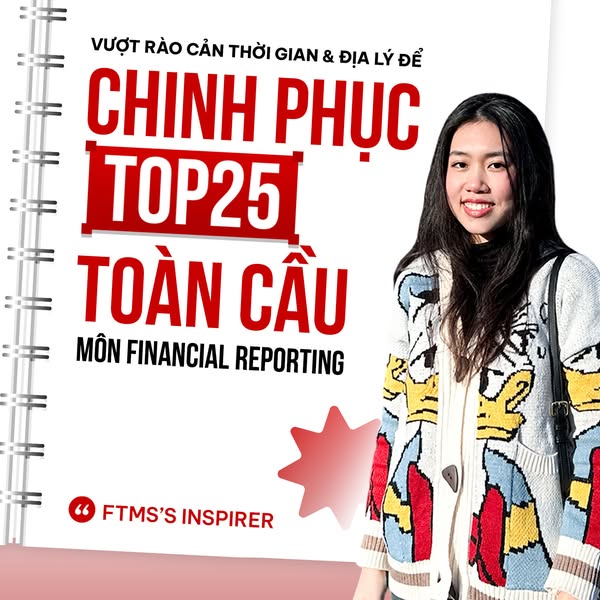 VƯỢT RÀO CẢN THỜI GIAN & ĐỊA LÝ ĐỂ
CHINH PHỤC
TOP25
TOÀN CẦU
MÔN FINANCIAL REPORTING
FTMS'S INSPIRER